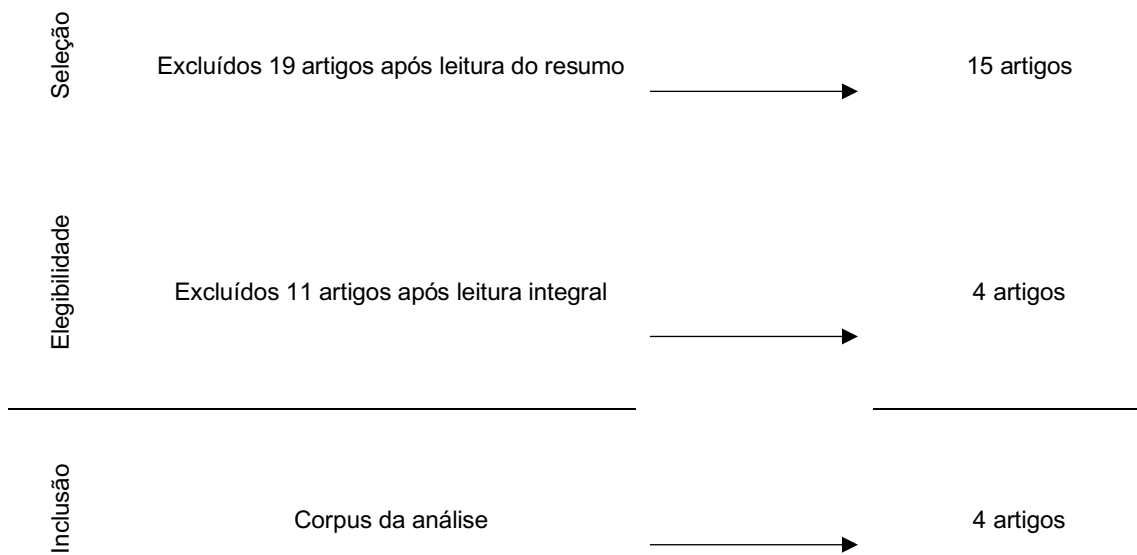 Seleção
Excluídos 19 artigos após leitura do resumo
15 artigos
Elegibilidade
Excluídos 11 artigos após leitura integral
4 artigos
Inclusão
Corpus da análise
4 artigos